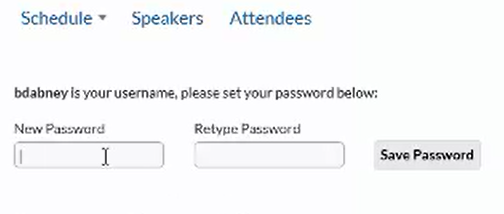 Schedule Speakers Attendees
bdabney is your username, please set your password below:
New Password Retype Password
Save Password